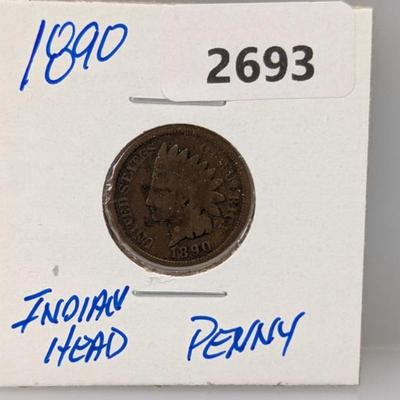 1890
2693
UNITED STATES OF AMERICA
1890
INDIAN
HEAD
PENNY